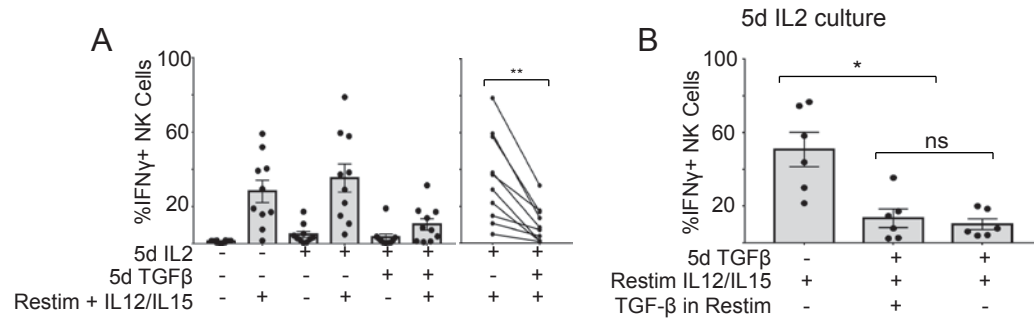 5d IL2 culture
A
B
%IFNγ+ NK Cells
100
60
20
**
5d IL2 - - + + + + + +
5d TGFβ - - - - + + - +
Restim + IL12/IL15 - + - + - + + +
%IFNγ+ NK Cells
100
60
20
*
ns
5d TGFβ - + +
Restim IL12/IL15 + + +
TGF-β in Restim - + -